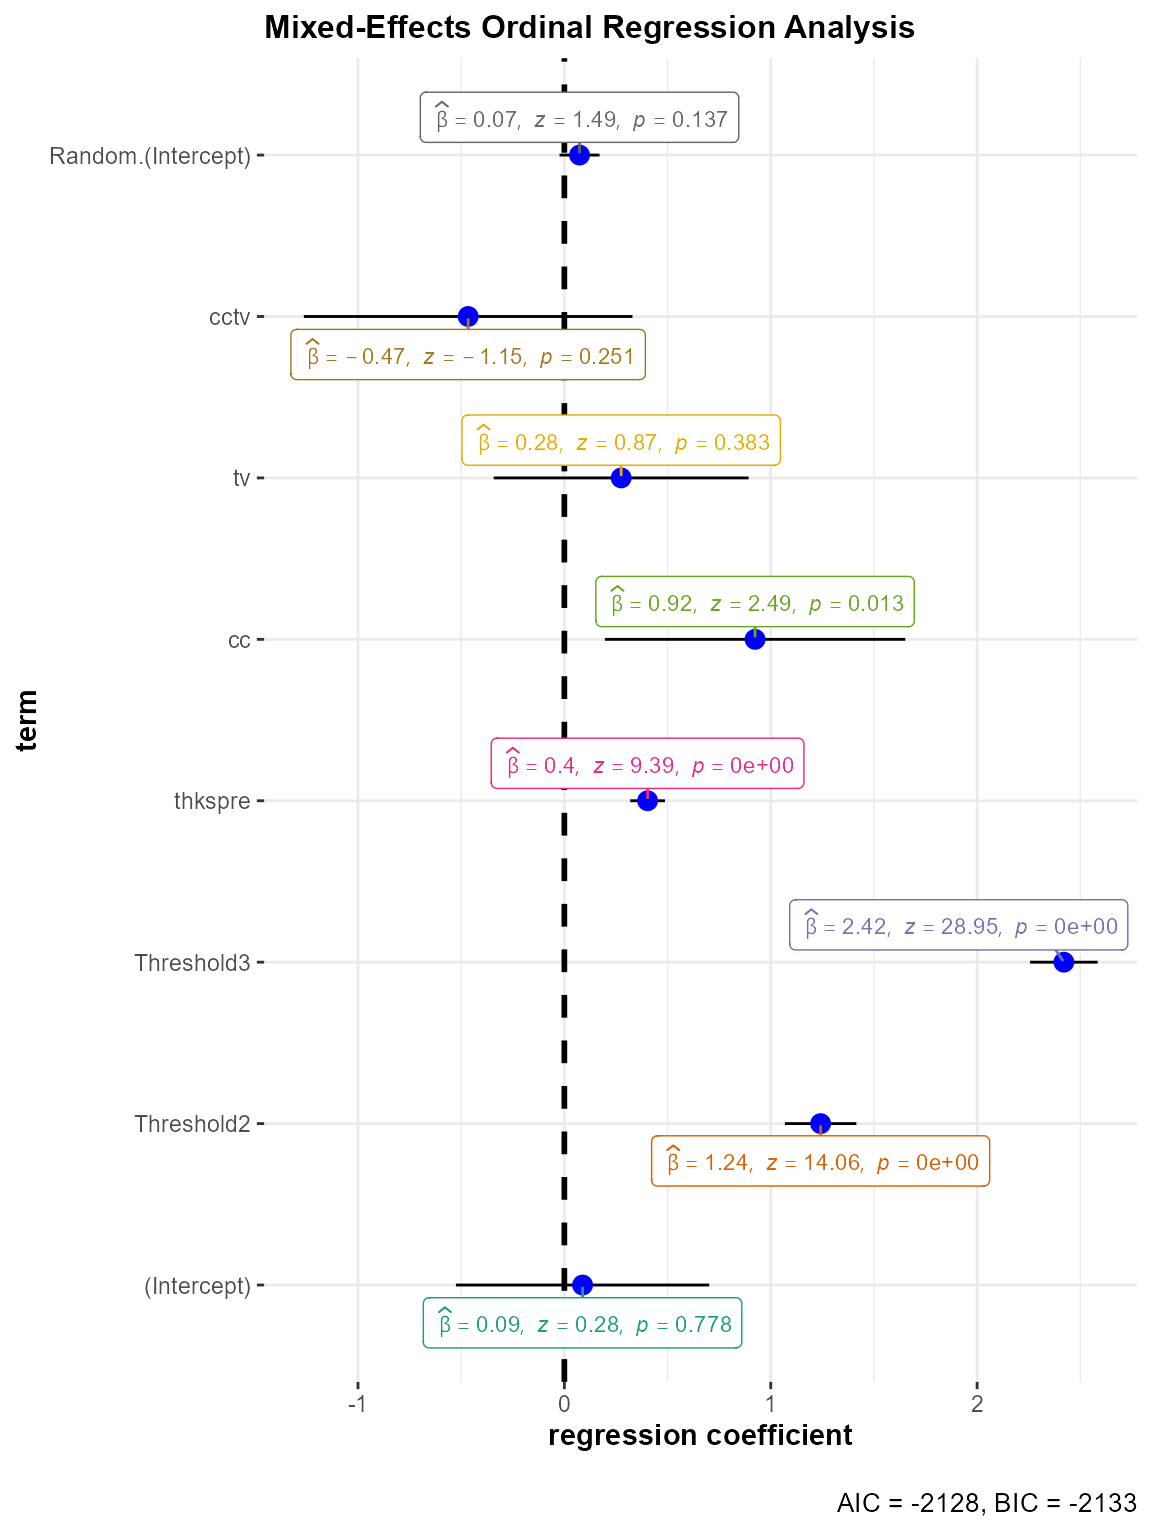 Mixed-Effects Ordinal Regression Analysis
β̂ = 0.07, z = 1.49, p = 0.137
Random.(Intercept)
cctv
β̂ = − 0.47, z = − 1.15, p = 0.251
β̂ = 0.28, z = 0.87, p = 0.383
tv
β̂ = 0.92, z = 2.49, p = 0.013
cc
term
β̂ = 0.4, z = 9.39, p = 0e+00
thkspre
β̂ = 2.42, z = 28.95, p = 0e+00
Threshold3
Threshold2
β̂ = 1.24, z = 14.06, p = 0e+00
(Intercept)
β̂ = 0.09, z = 0.28, p = 0.778
-1 0 1 2
regression coefficient
AIC = -2128, BIC = -2133